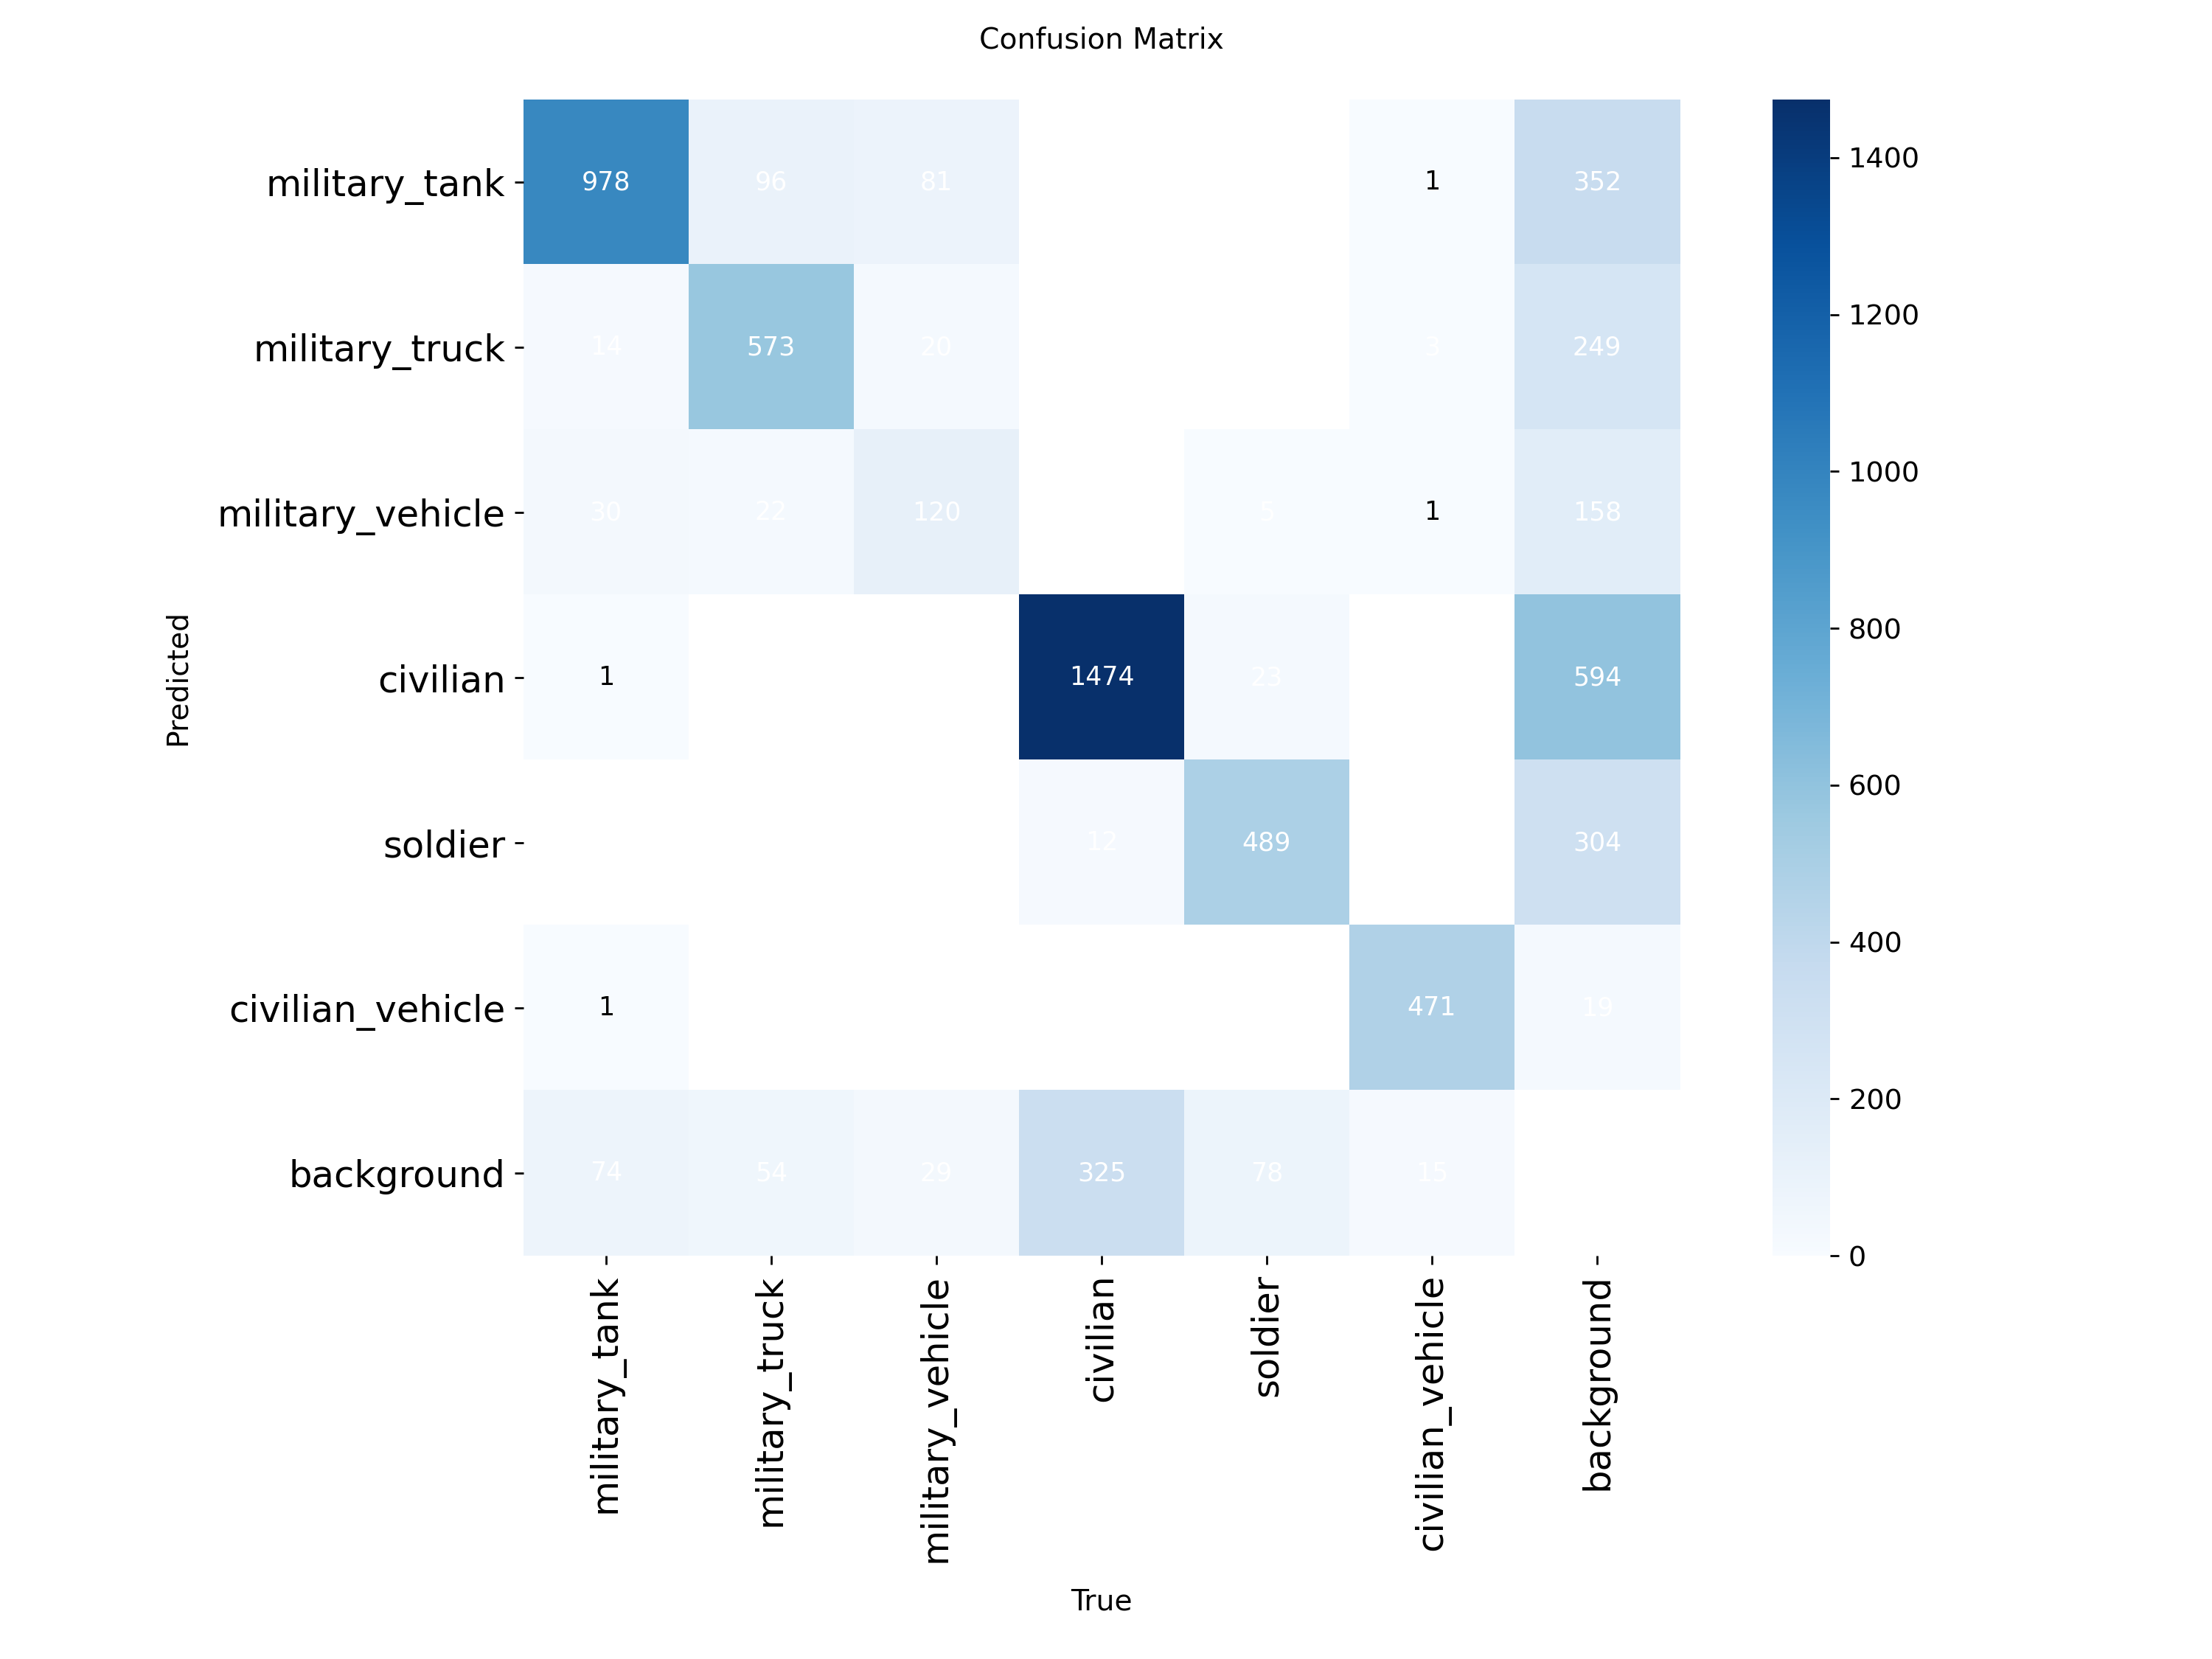 Confusion Matrix
military_tank 978 96 81 1 352
military_truck 14 573 20 3 249
military_vehicle 30 22 120 5 1 158
civilian 1 1474 23 594
soldier 12 489 304
civilian_vehicle 1 471 19
background 74 54 29 325 78 15
Predicted
military_tank
military_truck
military_vehicle
civilian
soldier
civilian_vehicle
background
True
1400
1200
1000
800
600
400
200
0